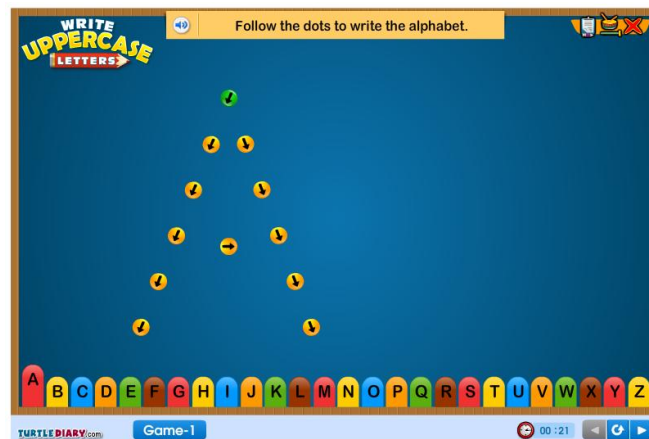 WRITE
UPPERCASE
LETTERS
Follow the dots to write the alphabet.
A B C D E F G H I J K L M N O P Q R S T U V W X Y Z
TURTLE DIARY.com
Game-1
00 : 21